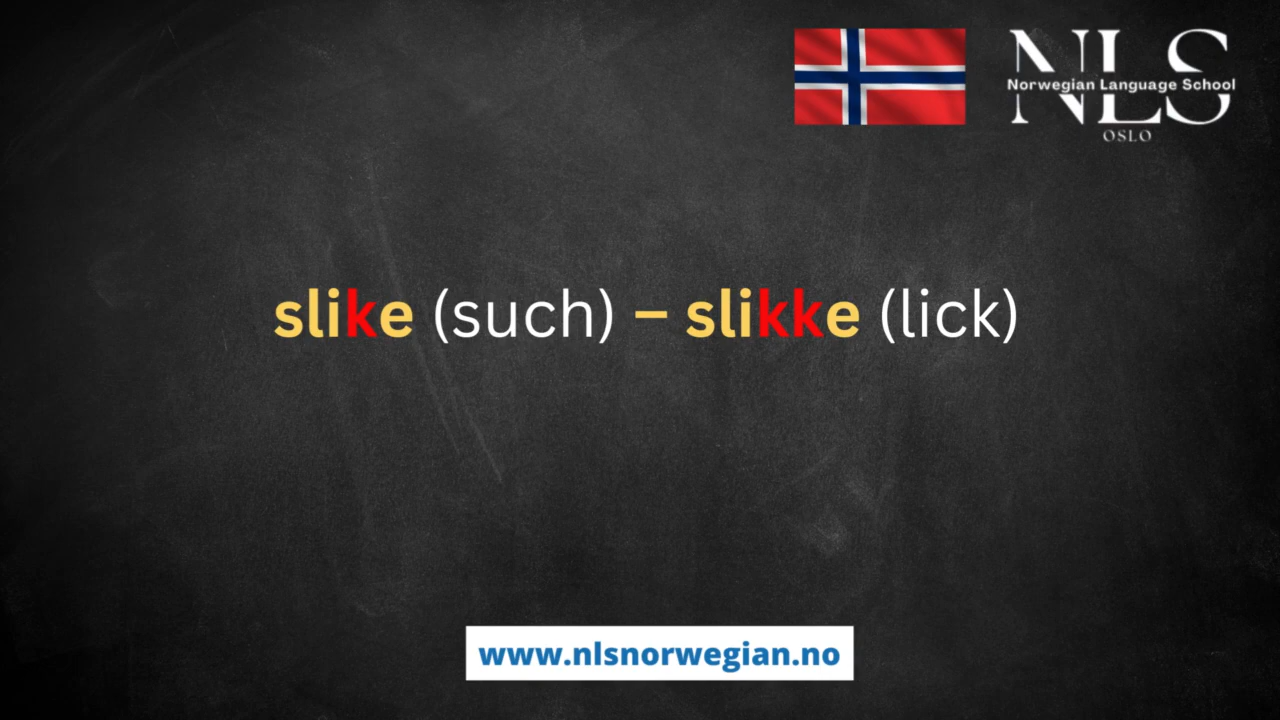 NLS
Norwegian Language School
OSLO
slike (such) – slikke (lick)
www.nlsnorwegian.no